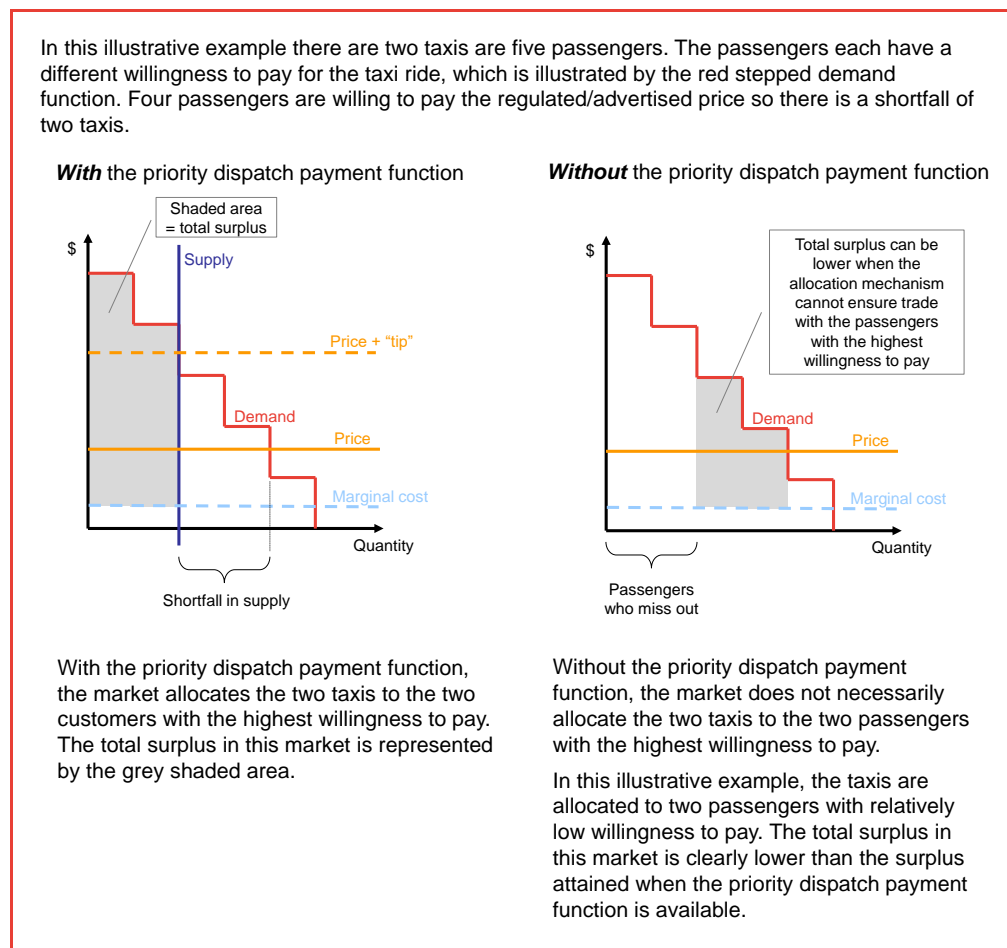 In this illustrative example there are two taxis are five passengers. The passengers each have a
different willingness to pay for the taxi ride, which is illustrated by the red stepped demand
function. Four passengers are willing to pay the regulated/advertised price so there is a shortfall of
two taxis.
With the priority dispatch payment function
Shaded area
= total surplus
$
Supply
Price + “tip”
Demand
Price
Marginal cost
Quantity
Shortfall in supply
With the priority dispatch payment function,
the market allocates the two taxis to the two
customers with the highest willingness to pay.
The total surplus in this market is represented
by the grey shaded area.
Without the priority dispatch payment function
$
Total surplus can be
lower when the
allocation mechanism
cannot ensure trade
with the passengers
with the highest
willingness to pay
Demand
Price
Marginal cost
Quantity
Passengers
who miss out
Without the priority dispatch payment
function, the market does not necessarily
allocate the two taxis to the two passengers
with the highest willingness to pay.
In this illustrative example, the taxis are
allocated to two passengers with relatively
low willingness to pay. The total surplus in
this market is clearly lower than the surplus
attained when the priority dispatch payment
function is available.